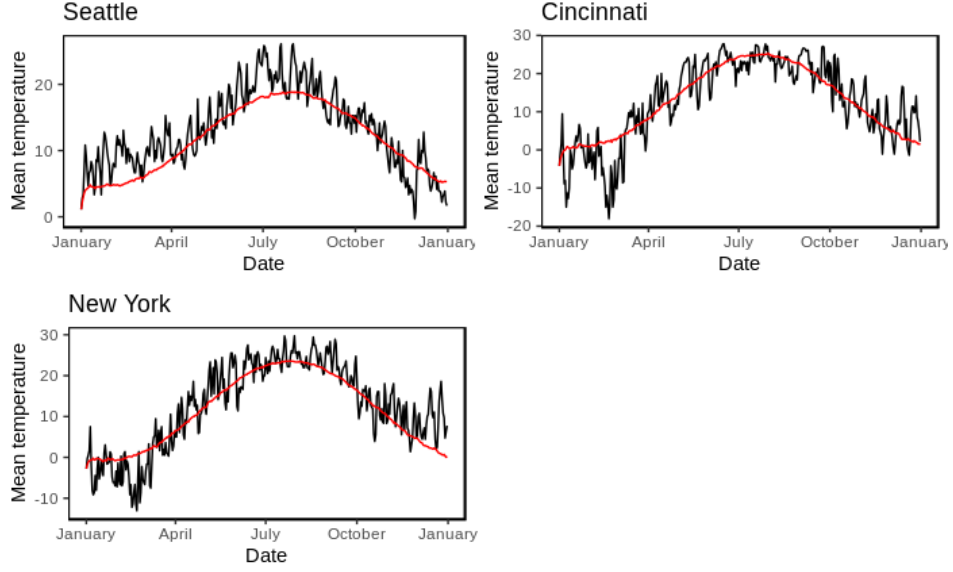 Seattle
Mean temperature
20
10
0
January April July October January
Date
Cincinnati
Mean temperature
30
20
10
0
-10
-20
January April July October January
Date
New York
Mean temperature
30
20
10
0
-10
January April July October January
Date